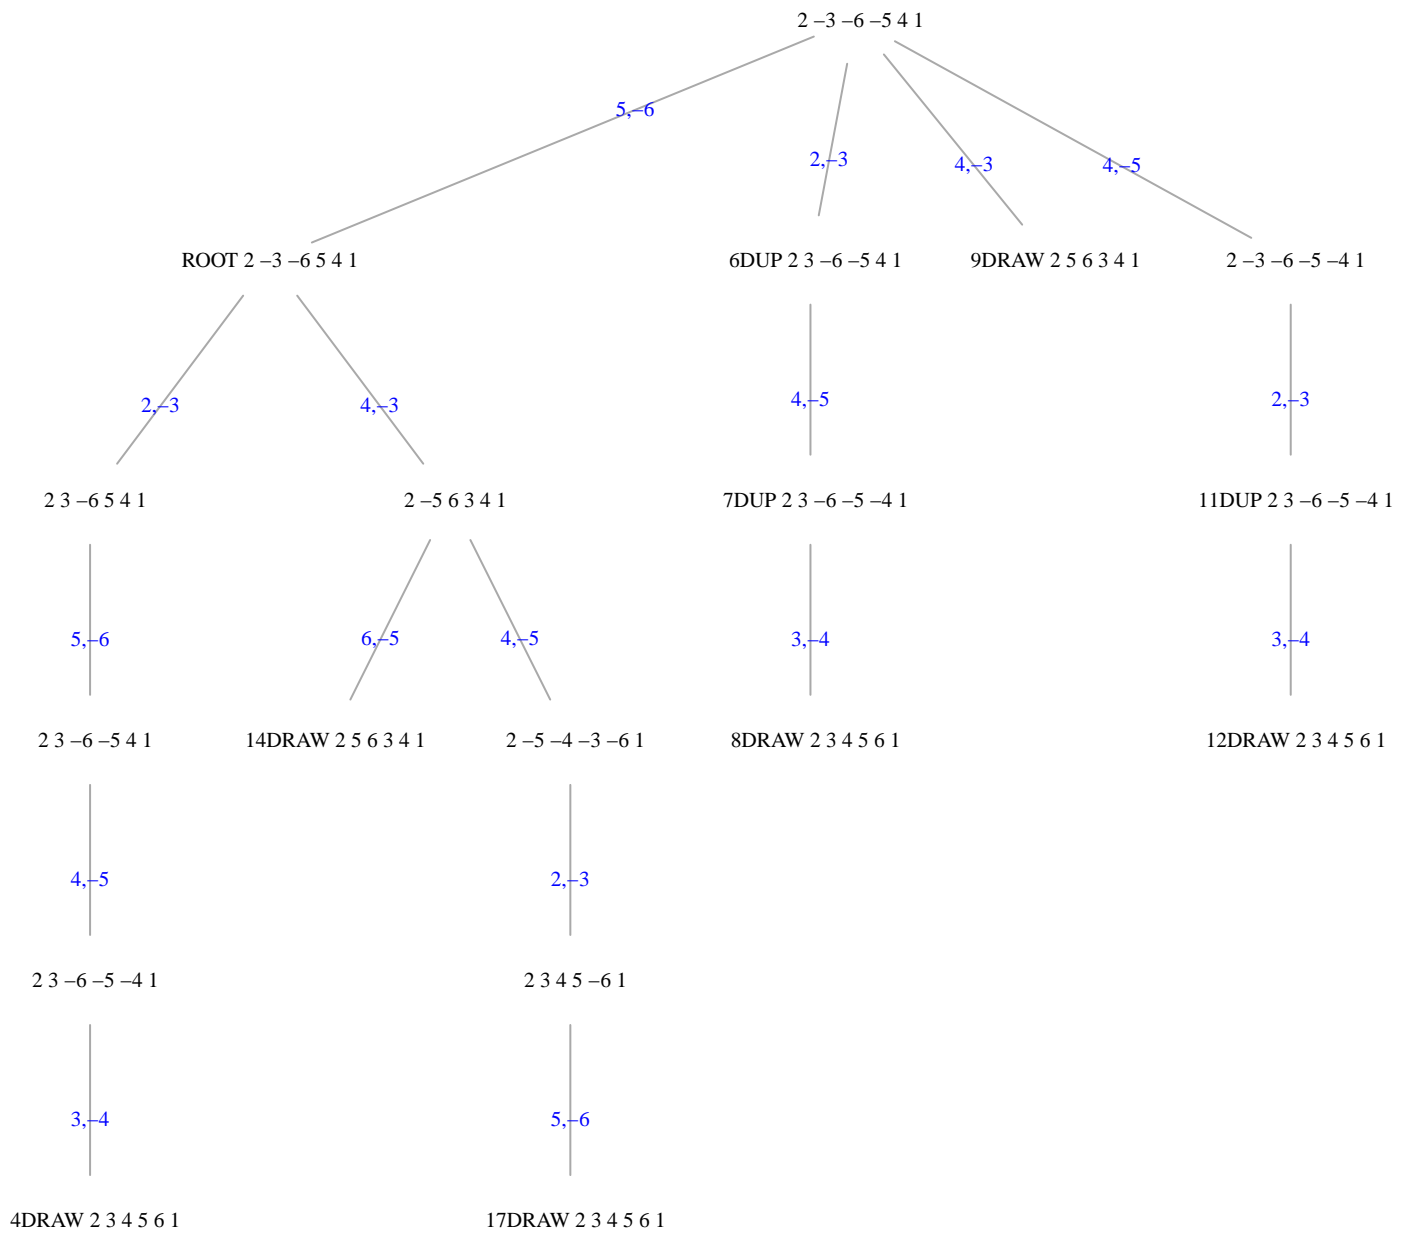 2 –3 –6 –5 4 1
5,–6
2,–3
4,–3
4,–5
ROOT 2 –3 –6 5 4 1
6DUP 2 3 –6 –5 4 1
9DRAW 2 5 6 3 4 1
2 –3 –6 –5 –4 1
2,–3
4,–3
4,–5
2,–3
2 3 –6 5 4 1
2 –5 6 3 4 1
7DUP 2 3 –6 –5 –4 1
11DUP 2 3 –6 –5 –4 1
5,–6
6,–5
4,–5
3,–4
3,–4
2 3 –6 –5 4 1
14DRAW 2 5 6 3 4 1
2 –5 –4 –3 –6 1
8DRAW 2 3 4 5 6 1
12DRAW 2 3 4 5 6 1
4,–5
2,–3
2 3 –6 –5 –4 1
2 3 4 5 –6 1
3,–4
5,–6
4DRAW 2 3 4 5 6 1
17DRAW 2 3 4 5 6 1